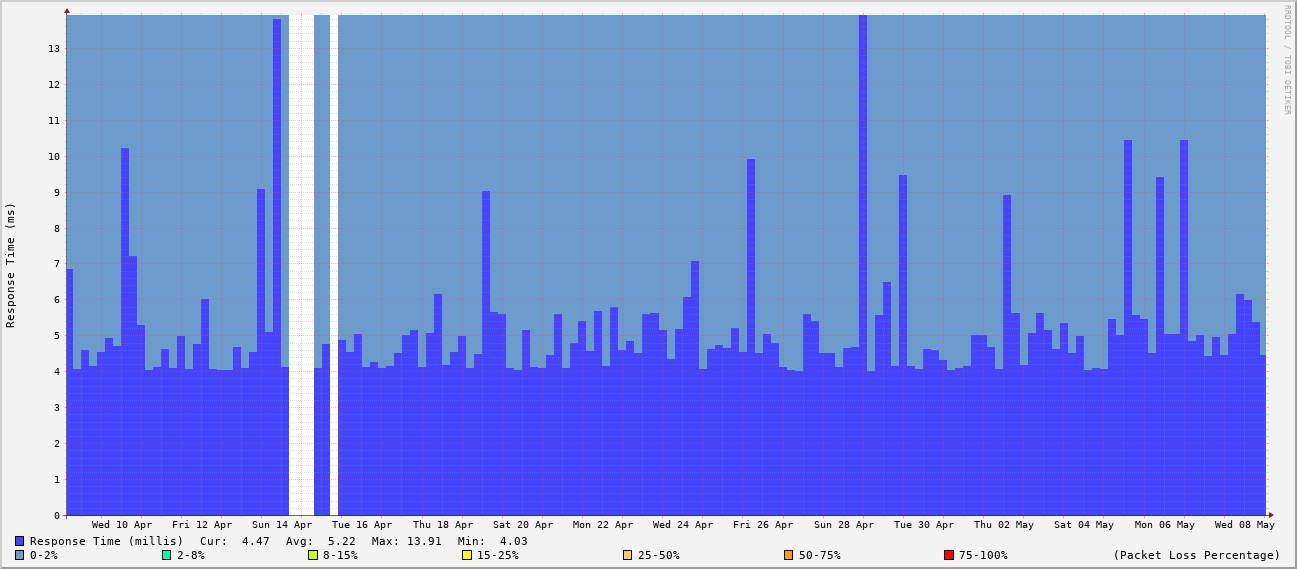 RRDTOOL / TOBI OETIKER
Response Time (ms)
13
12
11
10
9
8
7
6
5
4
3
2
1
0
Wed 10 Apr Fri 12 Apr Sun 14 Apr Tue 16 Apr Thu 18 Apr Sat 20 Apr Mon 22 Apr Wed 24 Apr Fri 26 Apr Sun 28 Apr Tue 30 Apr Thu 02 May Sat 04 May Mon 06 May Wed 08 May
Response Time (millis) Cur: 4.47 Avg: 5.22 Max: 13.91 Min: 4.03
0-2% 2-8% 8-15% 15-25% 25-50% 50-75% 75-100% (Packet Loss Percentage)